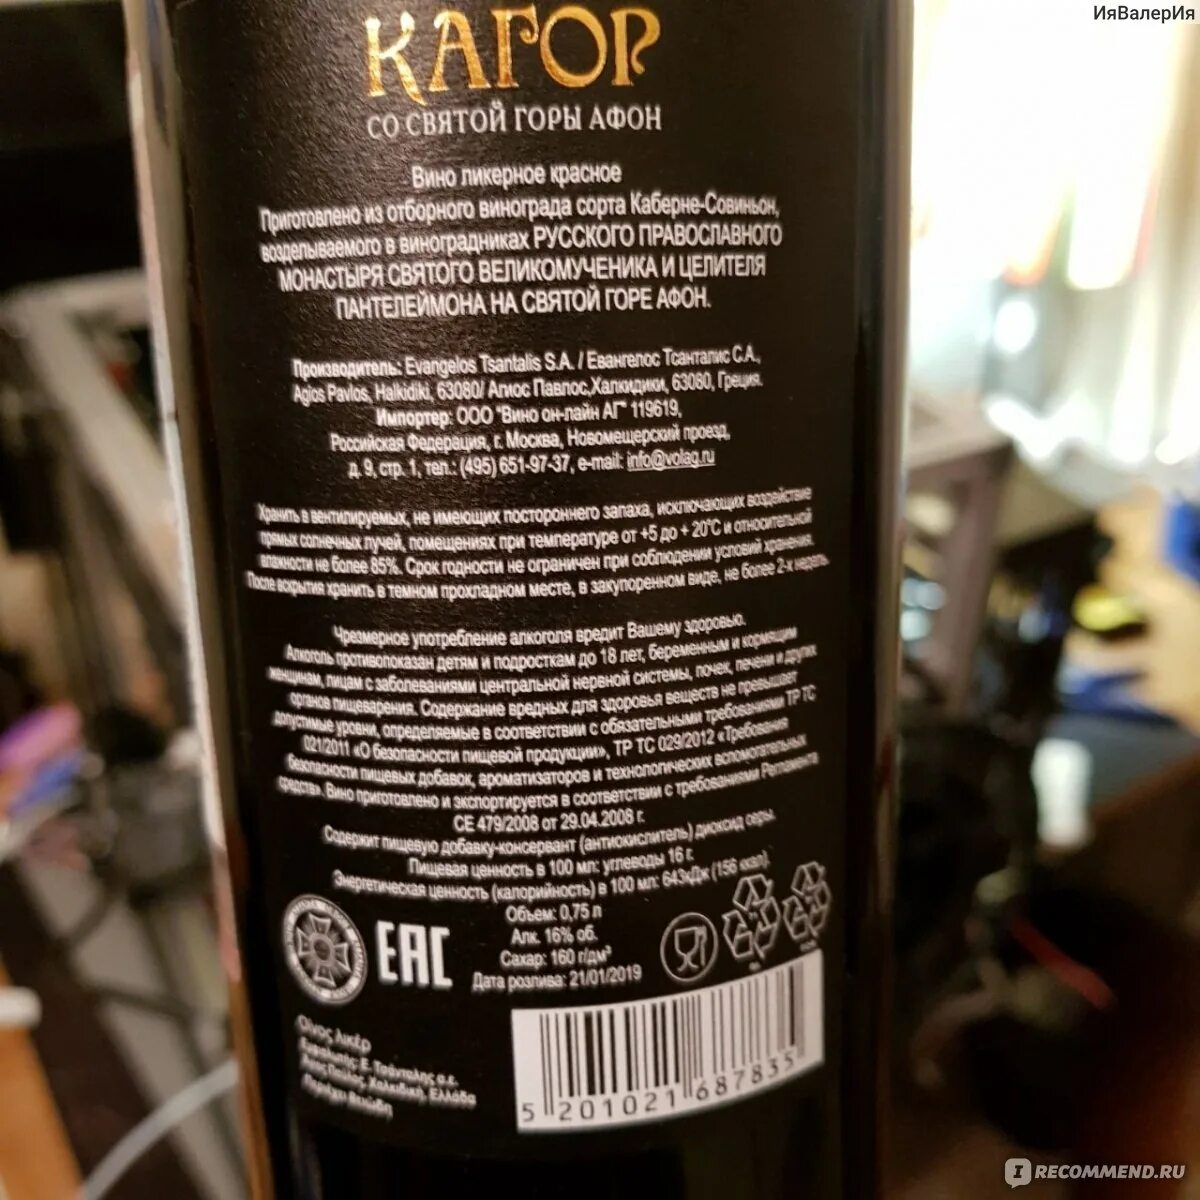 ИяВалерИя
КАГОР
СО СВЯТОЙ ГОРЫ АФОН
Вино ликерное красное
Приготовлено из отборного винограда сорта Каберне-Совиньон,
возделываемого в виноградниках РУССКОГО ПРАВОСЛАВНОГО
МОНАСТЫРЯ СВЯТОГО ВЕЛИКОМУЧЕНИКА И ЦЕЛИТЕЛЯ
ПАНТЕЛЕЙМОНА НА СВЯТОЙ ГОРЕ АФОН.
Производитель: Evangelos Tsantalis S.A. / Евангелос Тсанталис С.А.,
Agios Pavlos, Halkidiki, 63080/ Агиос Павлос,Халкидики, 63080, Греция.
Импортер: ООО "Вино он-лайн АГ" 119619,
Российская Федерация, г. Москва, Новомещерский проезд,
д. 9, стр. 1, тел.: (495) 651-97-37, e-mail: info@volag.ru
Хранить в вентилируемых, не имеющих постороннего запаха, исключающих воздействие
прямых солнечных лучей, помещениях при температуре от +5 до + 20°С и относительной
влажности не более 85%. Срок годности не ограничен при соблюдении условий хранения.
После вскрытия хранить в темном прохладном месте, в закупоренном виде, не более 2-х недель.
Чрезмерное употребление алкоголя вредит Вашему здоровью.
Алкоголь противопоказан детям и подросткам до 18 лет, беременным и кормящим
женщинам, лицам с заболеваниями центральной нервной системы, почек, печени и других
органов пищеварения. Содержание вредных для здоровья веществ не превышает
допустимые уровни, определяемые в соответствии с обязательными требованиями ТР ТС
021/2011 «О безопасности пищевой продукции», ТР ТС 029/2012 «Требования
безопасности пищевых добавок, ароматизаторов и технологических вспомогательных
средств». Вино приготовлено и экспортируется в соответствии с требованиями Регламента
СЕ 479/2008 от 29.04.2008 г.
Содержит пищевую добавку-консервант (антиокислитель) диоксид серы.
Пищевая ценность в 100 мл: углеводы 16 г.
Энергетическая ценность (калорийность) в 100 мл: 643кДж (156 ккал).
Объем: 0,75 л
Алк. 16% об.
Сахар: 160 г/дм³
Дата розлива: 21/01/2019
ЕАС
Οίνος λικέρ
Εμφιαλωτής: Ε. Τσάνταλης α.ε.
Άγιος Παύλος, Χαλκιδική, Ελλάδα
5 201021 687835
RECOMMEND.RU